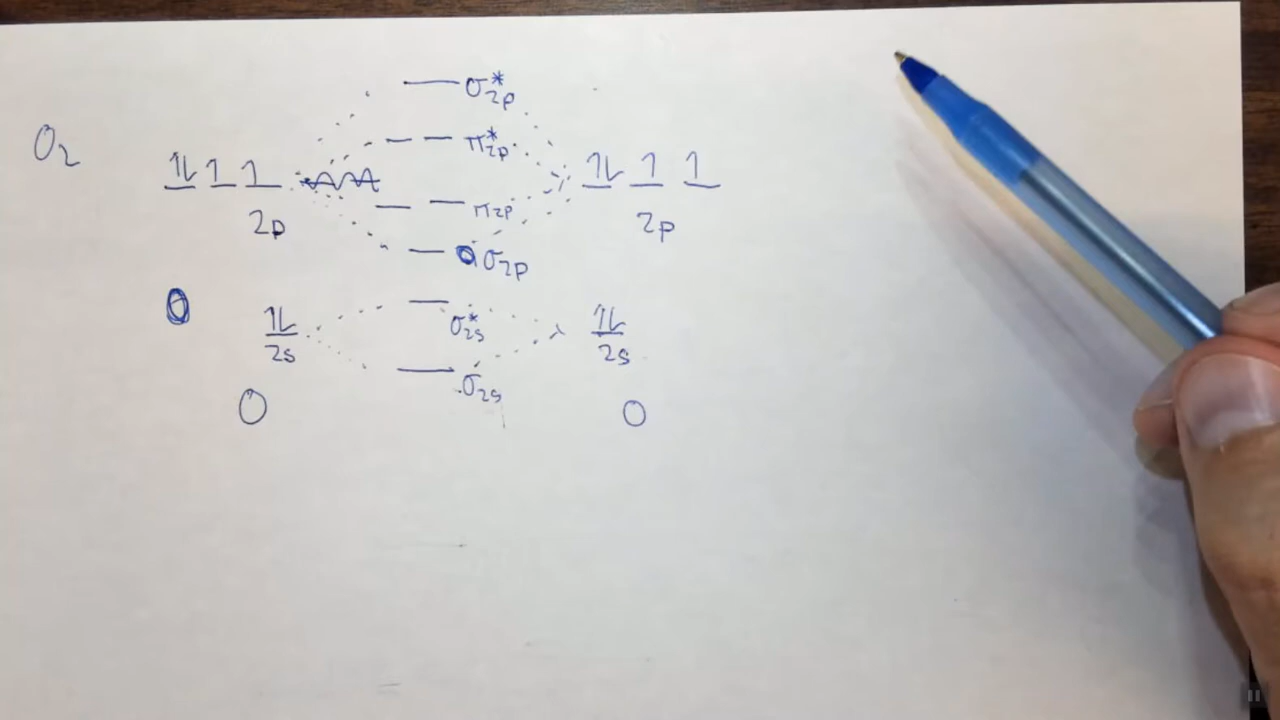 σ*2p
O2
π*2p
⥮ ↿ ↿ ⥮ ↿ ↿
π2p
2p 2p
σ2p
⥮ ⥮
σ*2s
2s 2s
σ2s
O O